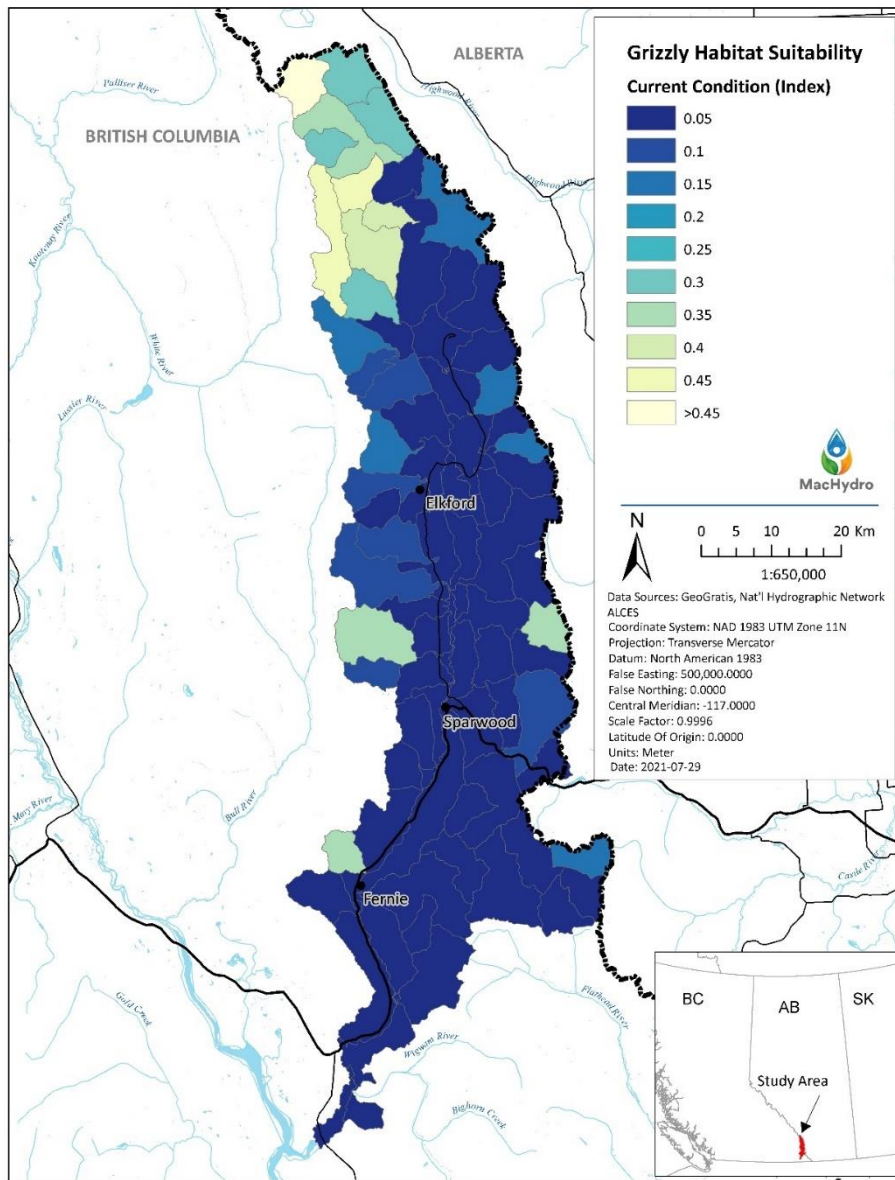 ALBERTA
BRITISH COLUMBIA
Palliser River
Highwood River
Highwood River
Kootenay River
White River
Lussier River
Elkford
Sparwood
Bull River
Mary River
Fernie
Castle River
Gold Creek
Flathead River
Wigwam River
Bighorn Creek
Grizzly Habitat Suitability
Current Condition (Index)
0.05
0.1
0.15
0.2
0.25
0.3
0.35
0.4
0.45
>0.45
MacHydro
N
0 5 10 20 Km
1:650,000
Data Sources: GeoGratis, Nat'l Hydrographic Network
ALCES
Coordinate System: NAD 1983 UTM Zone 11N
Projection: Transverse Mercator
Datum: North American 1983
False Easting: 500,000.0000
False Northing: 0.0000
Central Meridian: -117.0000
Scale Factor: 0.9996
Latitude Of Origin: 0.0000
Units: Meter
Date: 2021-07-29
BC
AB
SK
Study Area